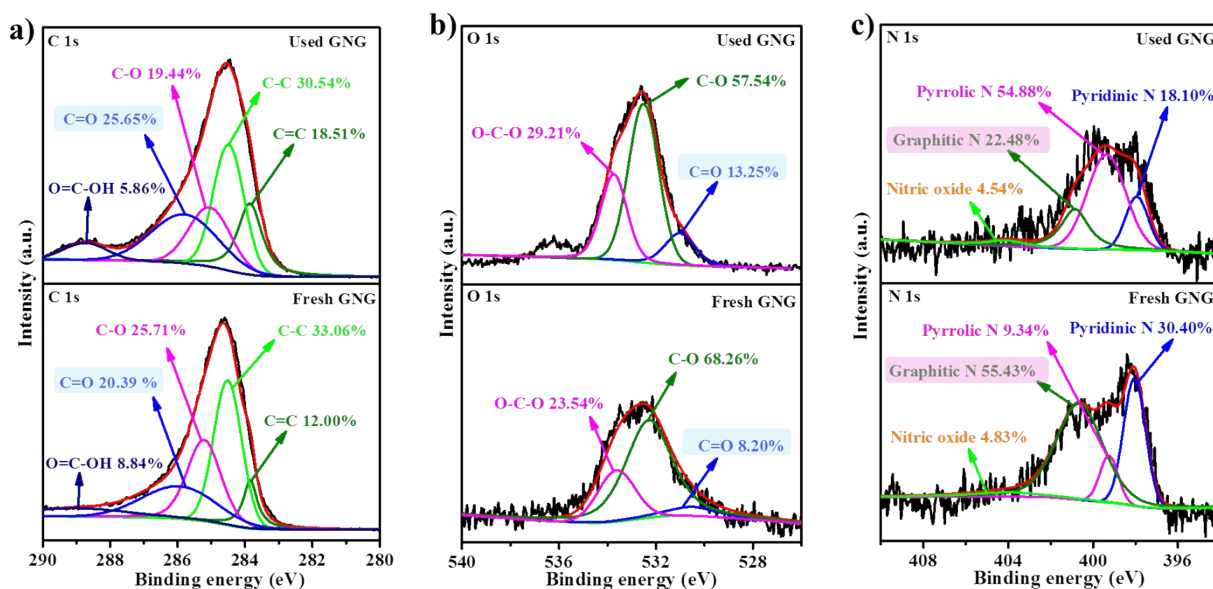 a)
C 1s
Used GNG
C-O 19.44%
C-C 30.54%
C=O 25.65%
C=C 18.51%
O=C-OH 5.86%
C 1s
Fresh GNG
C-O 25.71%
C-C 33.06%
C=O 20.39 %
C=C 12.00%
O=C-OH 8.84%
Intensity (a.u.)
290 288 286 284 282 280
Binding energy (eV)
b)
O 1s
Used GNG
C-O 57.54%
O-C-O 29.21%
C=O 13.25%
O 1s
Fresh GNG
C-O 68.26%
O-C-O 23.54%
C=O 8.20%
Intensity (a.u.)
540 536 532 528
Binding energy (eV)
c)
N 1s
Used GNG
Pyrrolic N 54.88%
Pyridinic N 18.10%
Graphitic N 22.48%
Nitric oxide 4.54%
N 1s
Fresh GNG
Pyrrolic N 9.34%
Pyridinic N 30.40%
Graphitic N 55.43%
Nitric oxide 4.83%
Intensity (a.u.)
408 404 400 396
Binding energy (eV)